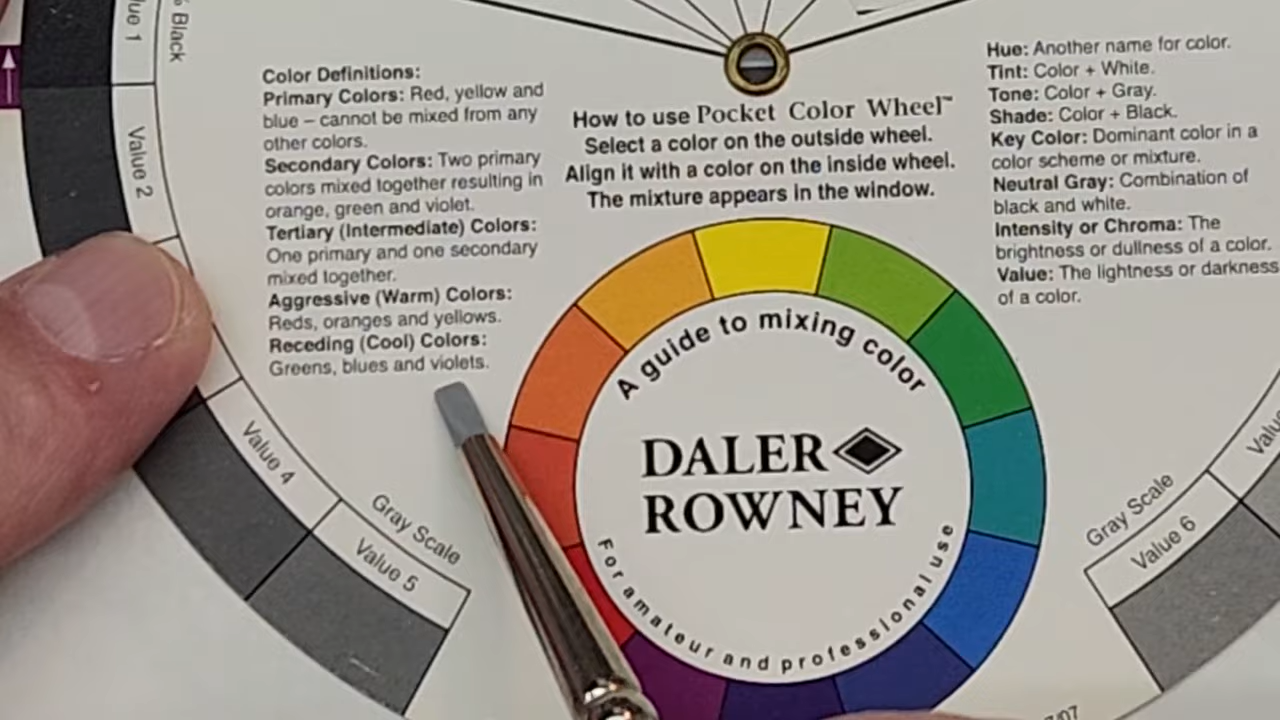 % Black
Value 2
Color Definitions:
Primary Colors: Red, yellow and
blue – cannot be mixed from any
other colors.
Secondary Colors: Two primary
colors mixed together resulting in
orange, green and violet.
Tertiary (Intermediate) Colors:
One primary and one secondary
mixed together.
Aggressive (Warm) Colors:
Reds, oranges and yellows.
Receding (Cool) Colors:
Greens, blues and violets.
How to use Pocket Color Wheel™
Select a color on the outside wheel.
Align it with a color on the inside wheel.
The mixture appears in the window.
Hue: Another name for color.
Tint: Color + White.
Tone: Color + Gray.
Shade: Color + Black.
Key Color: Dominant color in a
color scheme or mixture.
Neutral Gray: Combination of
black and white.
Intensity or Chroma: The
brightness or dullness of a color.
Value: The lightness or darkness
of a color.
A guide to mixing color
DALER
ROWNEY
For amateur and professional use
Value 4
Gray Scale
Value 5
Gray Scale
Value 6